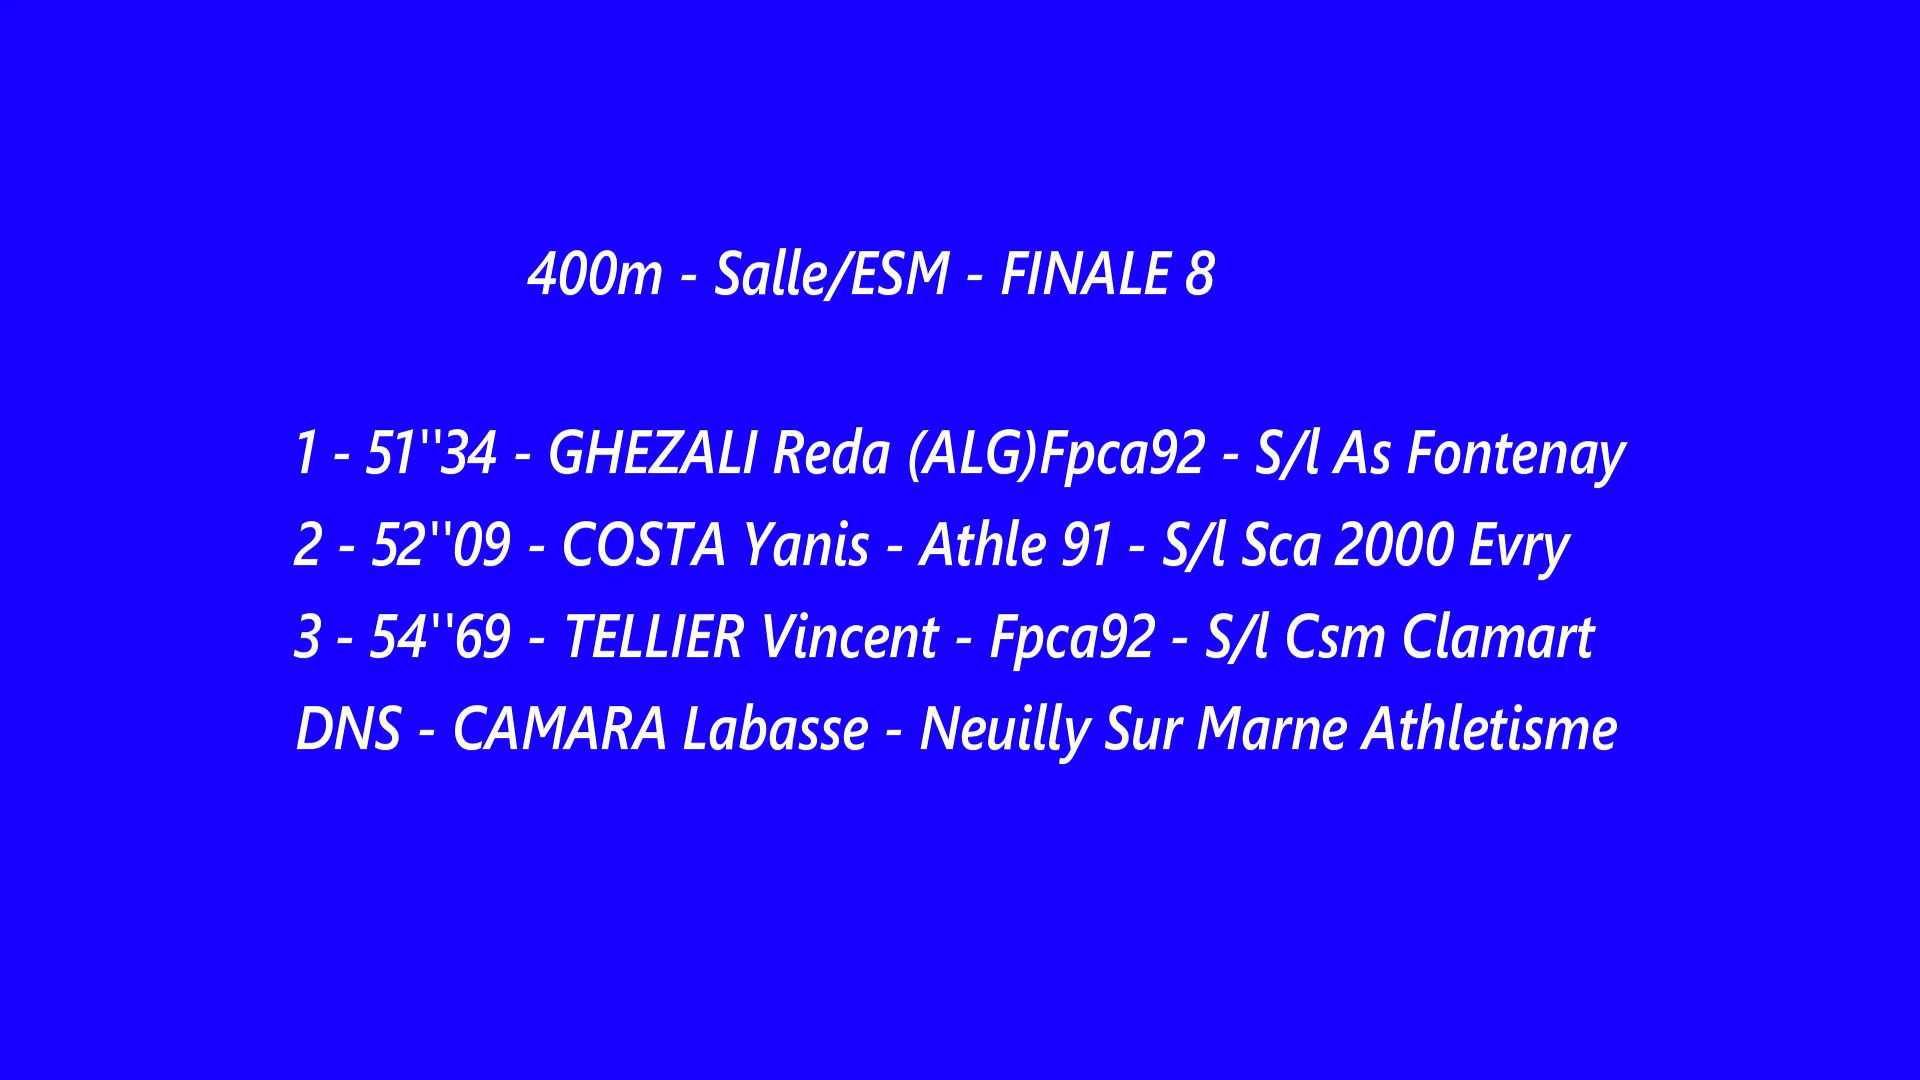 400m - Salle/ESM - FINALE 8
1 - 51''34 - GHEZALI Reda (ALG)Fpca92 - S/l As Fontenay
2 - 52''09 - COSTA Yanis - Athle 91 - S/l Sca 2000 Evry
3 - 54''69 - TELLIER Vincent - Fpca92 - S/l Csm Clamart
DNS - CAMARA Labasse - Neuilly Sur Marne Athletisme